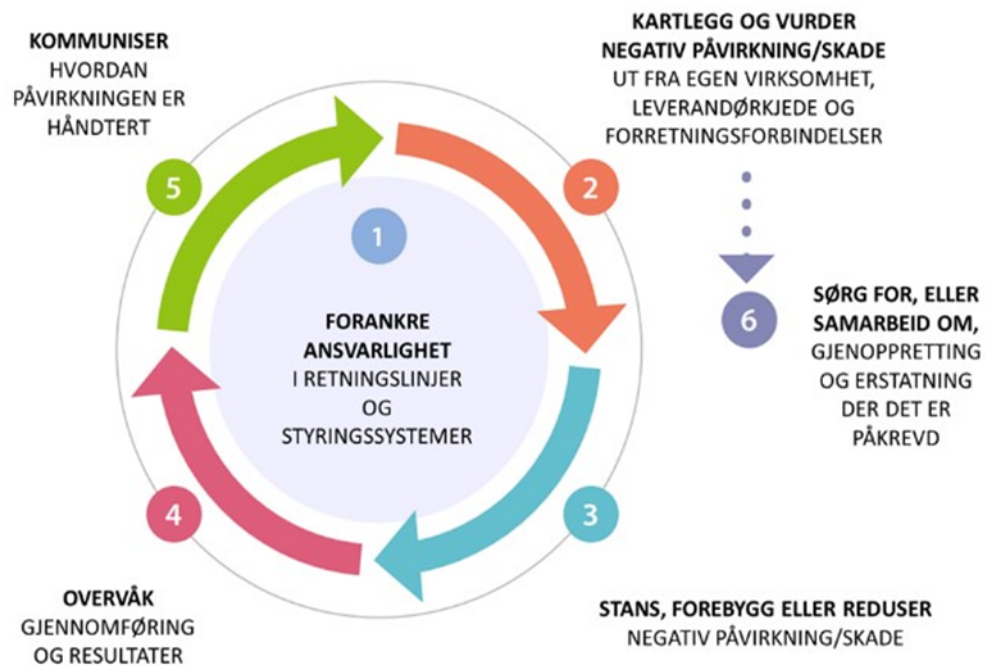 1
FORANKRE
ANSVARLIGHET
I RETNINGSLINJER
OG
STYRINGSSYSTEMER
2
KARTLEGG OG VURDER
NEGATIV PÅVIRKNING/SKADE
UT FRA EGEN VIRKSOMHET,
LEVERANDØRKJEDE OG
FORRETNINGSFORBINDELSER
3
STANS, FOREBYGG ELLER REDUSER
NEGATIV PÅVIRKNING/SKADE
4
OVERVÅK
GJENNOMFØRING
OG RESULTATER
5
KOMMUNISER
HVORDAN
PÅVIRKNINGEN ER
HÅNDTERT
6
SØRG FOR, ELLER
SAMARBEID OM,
GJENOPPRETTING
OG ERSTATNING
DER DET ER
PÅKREVD